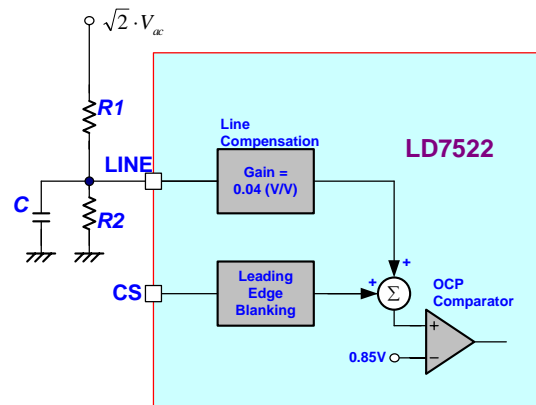 √2 · Vac
R1
Line
Compensation
LD7522
LINE
Gain =
0.04 (V/V)
C
R2
+
CS
Leading
Edge
Blanking
+
Σ
OCP
Comparator
+
0.85V
−